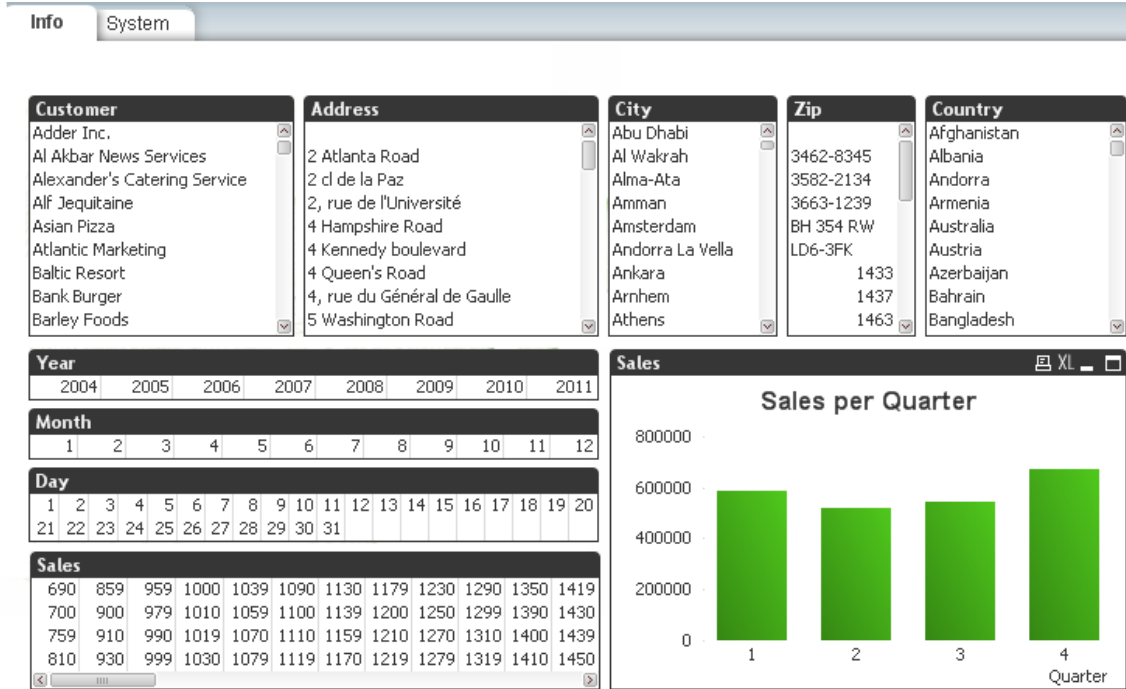 Info System
Customer
Adder Inc.
Al Akbar News Services
Alexander's Catering Service
Alf Jequitaine
Asian Pizza
Atlantic Marketing
Baltic Resort
Bank Burger
Barley Foods
Address
2 Atlanta Road
2 cl de la Paz
2, rue de l'Université
4 Hampshire Road
4 Kennedy boulevard
4 Queen's Road
4, rue du Général de Gaulle
5 Washington Road
City
Abu Dhabi
Al Wakrah
Alma-Ata
Amman
Amsterdam
Andorra La Vella
Ankara
Arnhem
Athens
Zip
3462-8345
3582-2134
3663-1239
BH 354 RW
LD6-3FK
1433
1437
1463
Country
Afghanistan
Albania
Andorra
Armenia
Australia
Austria
Azerbaijan
Bahrain
Bangladesh
Year
2004 2005 2006 2007 2008 2009 2010 2011
Month
1 2 3 4 5 6 7 8 9 10 11 12
Day
1 2 3 4 5 6 7 8 9 10 11 12 13 14 15 16 17 18 19 20
21 22 23 24 25 26 27 28 29 30 31
Sales
690 859 959 1000 1039 1090 1130 1179 1230 1290 1350 1419
700 900 979 1010 1059 1100 1139 1200 1250 1299 1390 1430
759 910 990 1019 1070 1110 1159 1210 1270 1310 1400 1439
810 930 999 1030 1079 1119 1170 1219 1279 1319 1410 1450
Sales XL
Sales per Quarter
800000
600000
400000
200000
0
1 2 3 4
Quarter